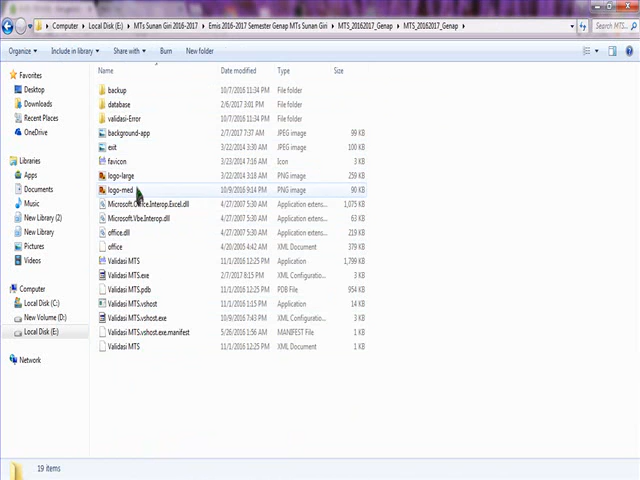 Computer ▸ Local Disk (E:) ▸ MTs Sunan Giri 2016-2017 ▸ Emis 2016-2017 Semester Genap MTs Sunan Giri ▸ MTS_20162017_Genap ▸ MTS_20162017_Genap ▸ Search MTS...
Organize Include in library Share with Burn New folder
Favorites
Desktop
Downloads
Recent Places
OneDrive
Libraries
Apps
Documents
Music
New Library (2)
New Library
Pictures
Videos
Computer
Local Disk (C:)
New Volume (D:)
Local Disk (E:)
Network
Name Date modified Type Size
backup 10/7/2016 11:34 PM File folder
database 2/6/2017 3:01 PM File folder
validasi-Error 10/7/2016 11:34 PM File folder
background-app 2/7/2017 7:37 AM JPEG image 99 KB
exit 3/22/2014 3:30 AM JPEG image 100 KB
favicon 3/23/2014 7:16 AM Icon 3 KB
logo-large 3/22/2014 3:18 AM PNG image 259 KB
logo-med 10/9/2016 9:14 PM PNG image 90 KB
Microsoft.Office.Interop.Excel.dll 4/27/2007 5:30 AM Application exten... 1,075 KB
Microsoft.Vbe.Interop.dll 4/27/2007 5:30 AM Application exten... 63 KB
office.dll 4/27/2007 5:30 AM Application exten... 219 KB
office 4/20/2005 4:42 AM XML Document 379 KB
Validasi MTS 11/1/2016 12:25 PM Application 1,799 KB
Validasi MTS.exe 2/7/2017 8:15 PM XML Configuratio... 3 KB
Validasi MTS.pdb 11/1/2016 12:25 PM PDB File 954 KB
Validasi MTS.vshost 11/1/2016 1:15 PM Application 14 KB
Validasi MTS.vshost.exe 10/9/2016 7:43 PM XML Configuratio... 3 KB
Validasi MTS.vshost.exe.manifest 5/26/2016 1:56 AM MANIFEST File 1 KB
Validasi MTS 11/1/2016 12:25 PM XML Document 1 KB
19 items